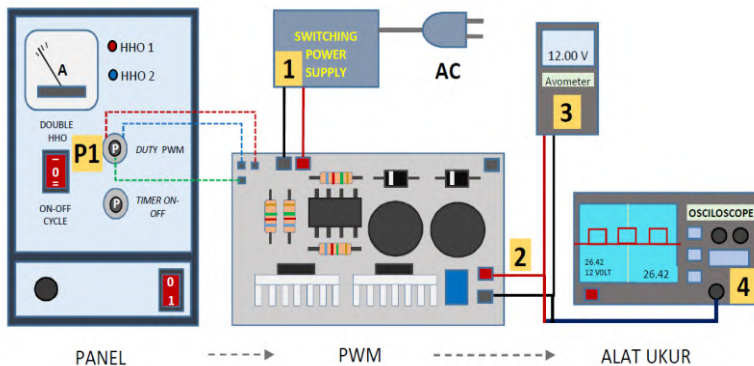 A
HHO 1
HHO 2
DOUBLE
HHO
P1
P
DUTY PWM
0
ON-OFF
CYCLE
P
TIMER ON-
OFF
0
1
SWITCHING
POWER
SUPPLY
1
AC
2
12.00 V
Avometer
3
OSCILOSCOPE
26.42
12 VOLT
26.42
4
PANEL
PWM
ALAT UKUR